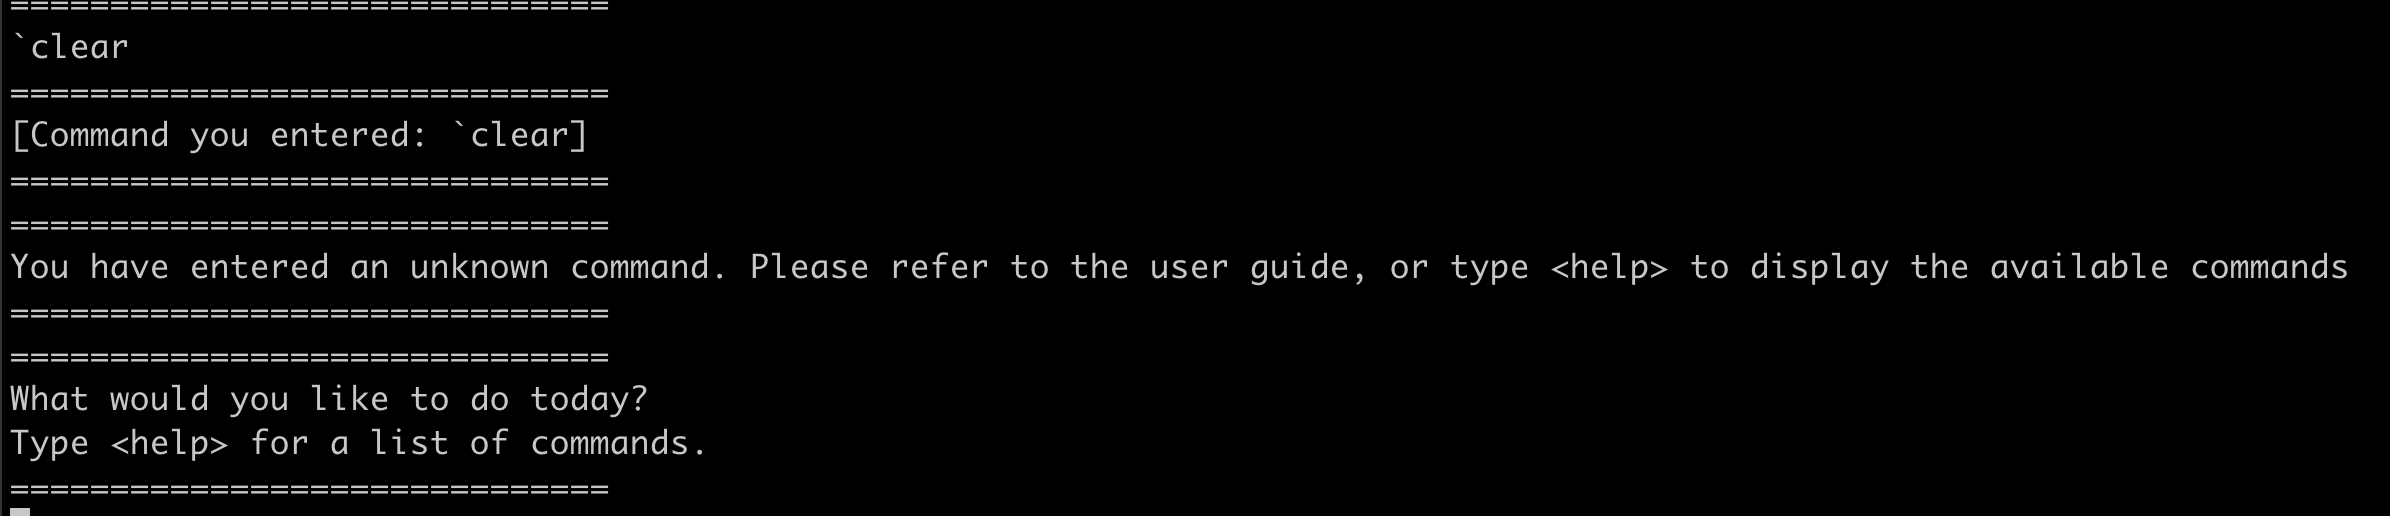 ==============================
`clear
==============================
[Command you entered: `clear]
==============================
==============================
You have entered an unknown command. Please refer to the user guide, or type <help> to display the available commands
==============================
==============================
What would you like to do today?
Type <help> for a list of commands.
==============================